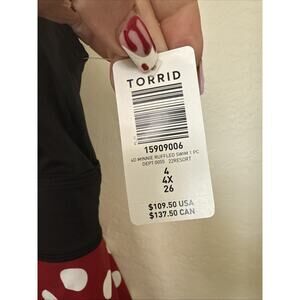 TORRID
15909006
4D MINNIE RUFFLED SWIM 1 PC
DEPT 0055 22RESORT
4
4X
26
$109.50 USA
$137.50 CAN